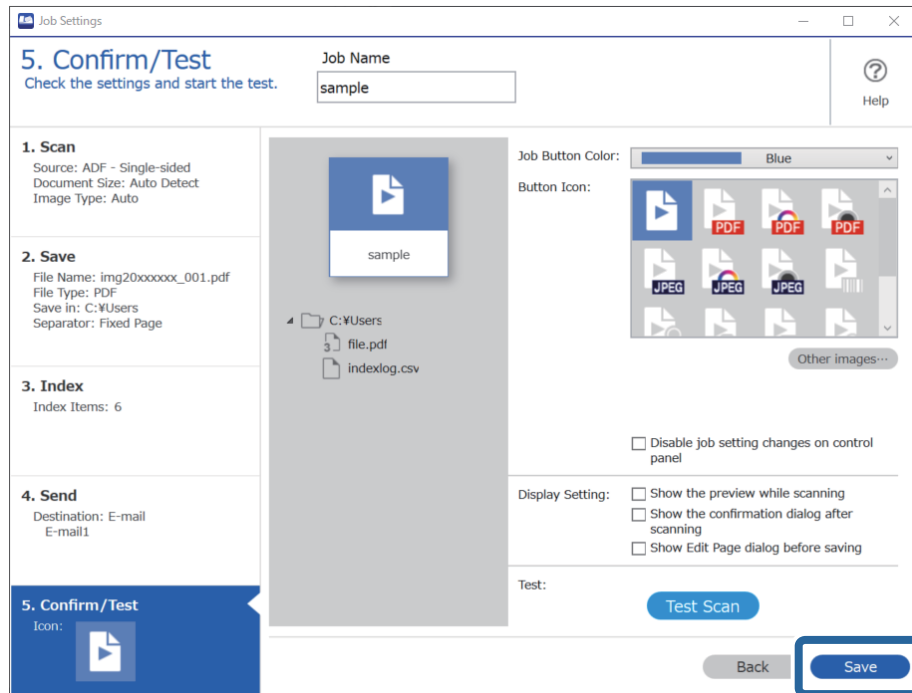 Job Settings
5. Confirm/Test
Check the settings and start the test.
Job Name
sample
Help
1. Scan
Source: ADF - Single-sided
Document Size: Auto Detect
Image Type: Auto
2. Save
File Name: img20xxxxxx_001.pdf
File Type: PDF
Save in: C:¥Users
Separator: Fixed Page
3. Index
Index Items: 6
4. Send
Destination: E-mail
E-mail1
5. Confirm/Test
Icon:
sample
C:¥Users
3 file.pdf
indexlog.csv
Job Button Color: Blue
Button Icon:
PDF PDF PDF
JPEG JPEG JPEG
Other images…
Disable job setting changes on control
panel
Display Setting: Show the preview while scanning
Show the confirmation dialog after
scanning
Show Edit Page dialog before saving
Test:
Test Scan
Back Save